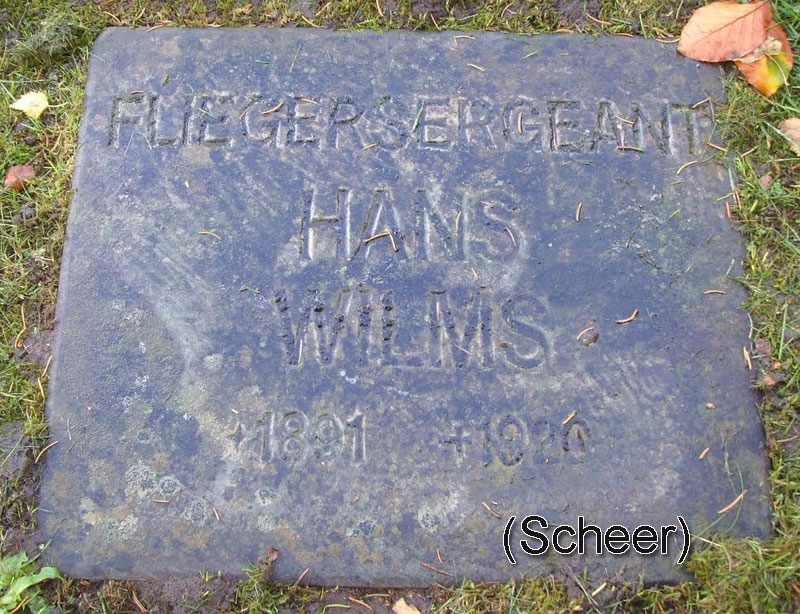 FLIEGERSERGEANT
HANS
WILMS
*1891 +1920
(Scheer)